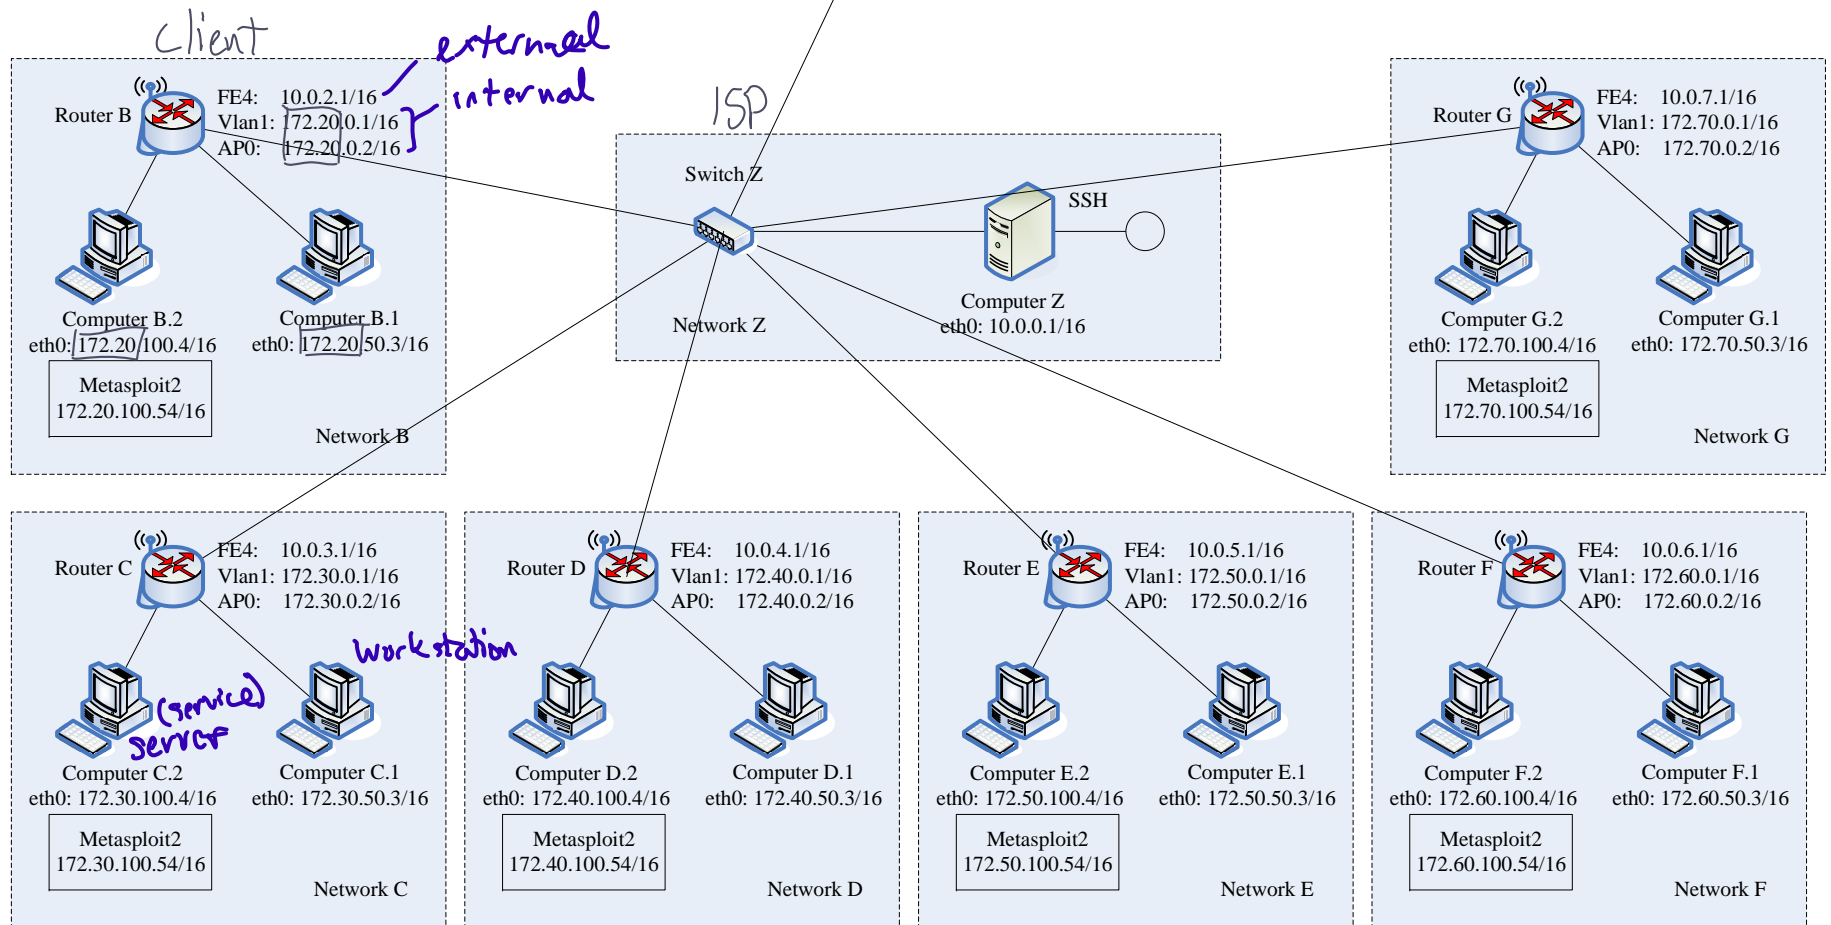 Client
external
internal
Router B
FE4: 10.0.2.1/16
Vlan1: 172.20.0.1/16
AP0: 172.20.0.2/16
Computer B.2
eth0: 172.20.100.4/16
Computer B.1
eth0: 172.20.50.3/16
Metasploit2
172.20.100.54/16
Network B
ISP
Switch Z
SSH
Computer Z
eth0: 10.0.0.1/16
Network Z
Router G
FE4: 10.0.7.1/16
Vlan1: 172.70.0.1/16
AP0: 172.70.0.2/16
Computer G.2
eth0: 172.70.100.4/16
Computer G.1
eth0: 172.70.50.3/16
Metasploit2
172.70.100.54/16
Network G
Router C
FE4: 10.0.3.1/16
Vlan1: 172.30.0.1/16
AP0: 172.30.0.2/16
workstation
(service)
server
Computer C.2
eth0: 172.30.100.4/16
Computer C.1
eth0: 172.30.50.3/16
Metasploit2
172.30.100.54/16
Network C
Router D
FE4: 10.0.4.1/16
Vlan1: 172.40.0.1/16
AP0: 172.40.0.2/16
Computer D.2
eth0: 172.40.100.4/16
Computer D.1
eth0: 172.40.50.3/16
Metasploit2
172.40.100.54/16
Network D
Router E
FE4: 10.0.5.1/16
Vlan1: 172.50.0.1/16
AP0: 172.50.0.2/16
Computer E.2
eth0: 172.50.100.4/16
Computer E.1
eth0: 172.50.50.3/16
Metasploit2
172.50.100.54/16
Network E
Router F
FE4: 10.0.6.1/16
Vlan1: 172.60.0.1/16
AP0: 172.60.0.2/16
Computer F.2
eth0: 172.60.100.4/16
Computer F.1
eth0: 172.60.50.3/16
Metasploit2
172.60.100.54/16
Network F